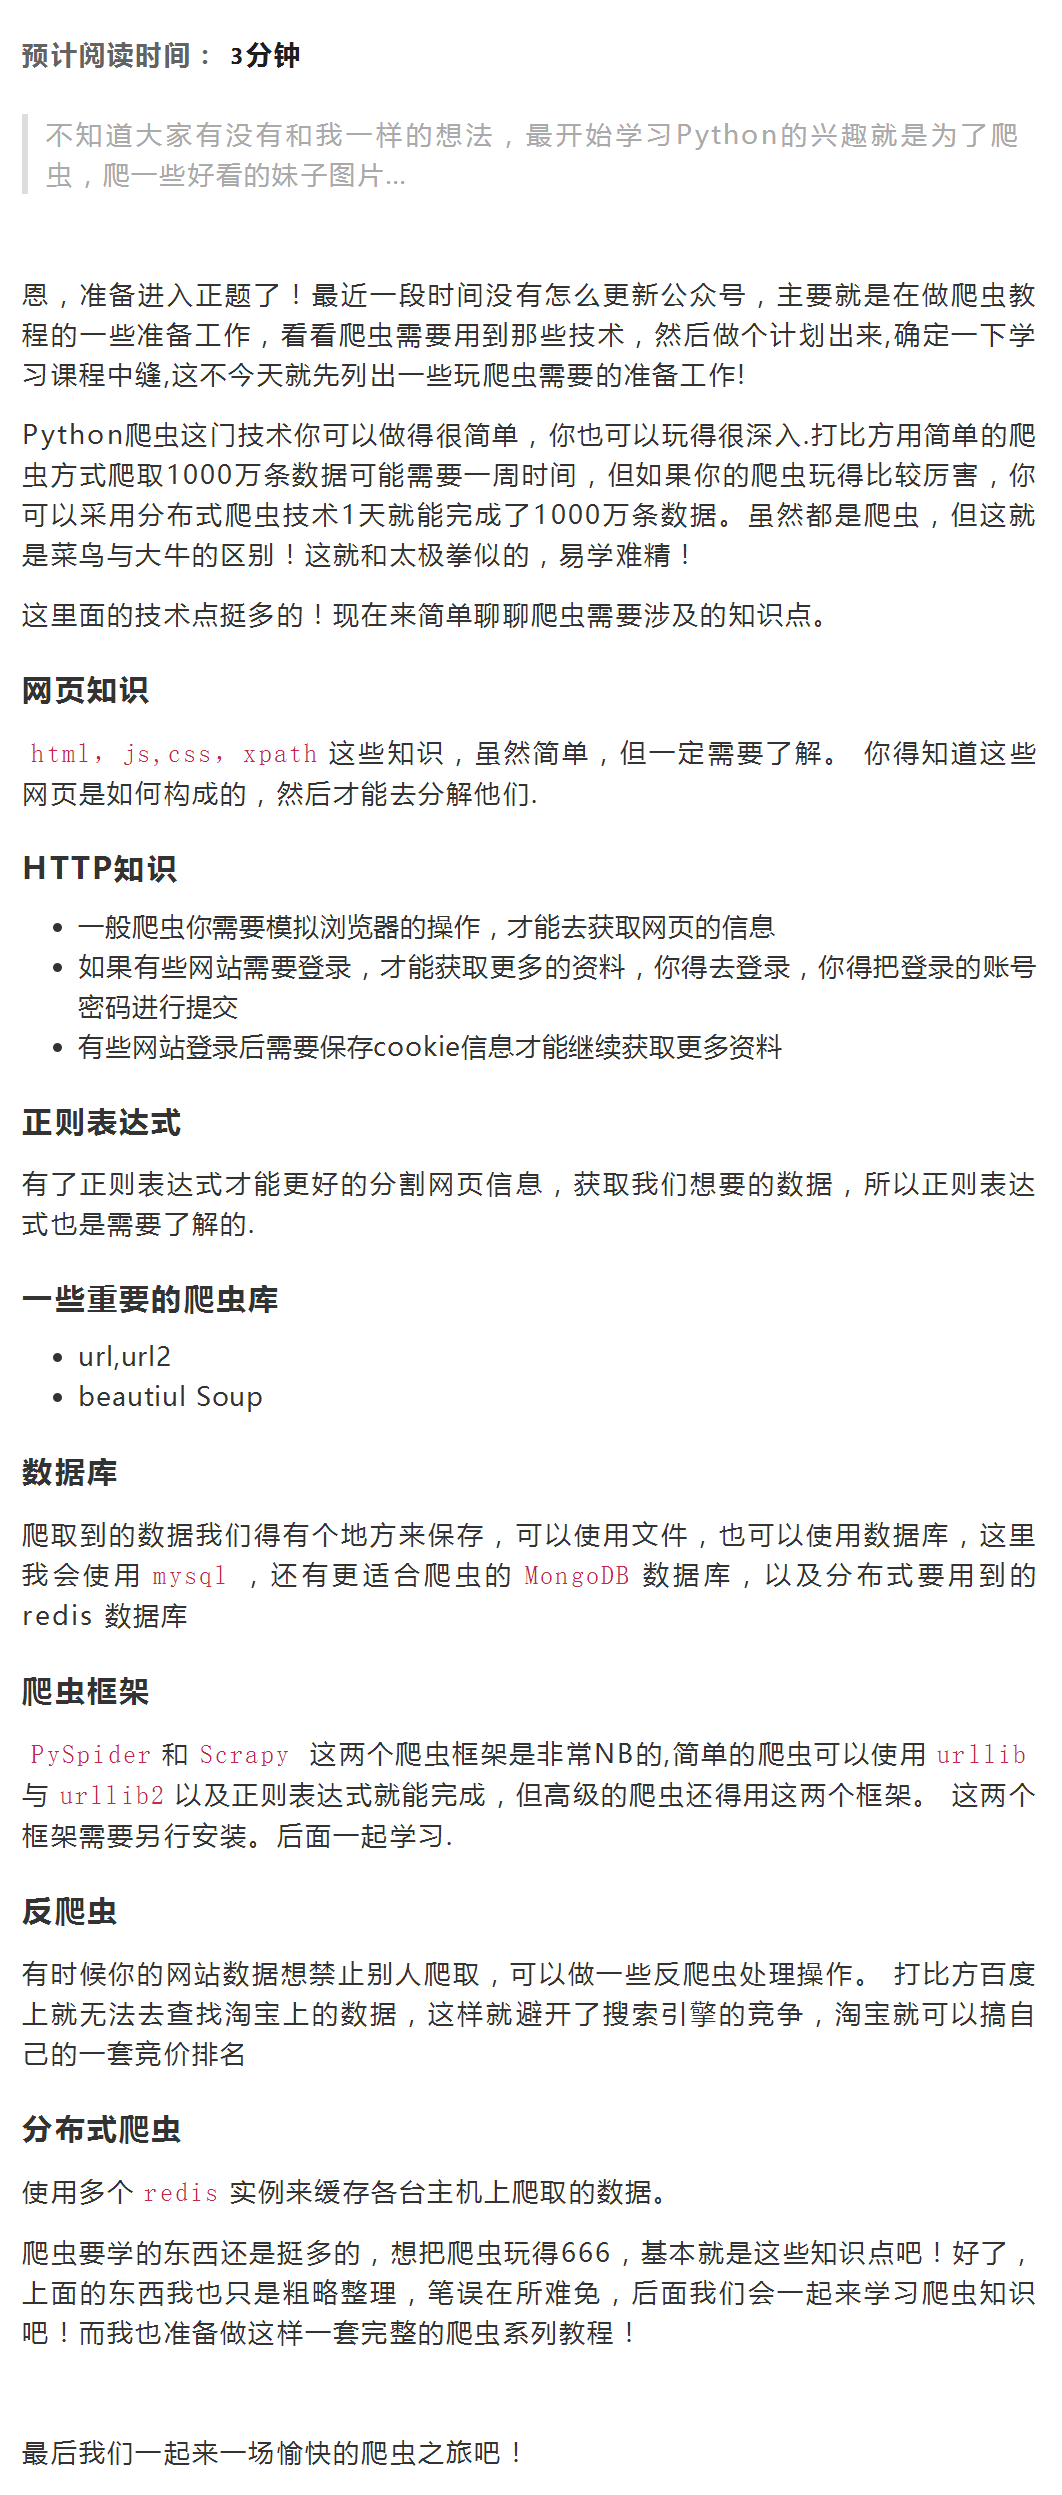 预计阅读时间： 3分钟
不知道大家有没有和我一样的想法，最开始学习Python的兴趣就是为了爬
虫，爬一些好看的妹子图片...
恩，准备进入正题了！最近一段时间没有怎么更新公众号，主要就是在做爬虫教
程的一些准备工作，看看爬虫需要用到那些技术，然后做个计划出来,确定一下学
习课程中缝,这不今天就先列出一些玩爬虫需要的准备工作!
Python爬虫这门技术你可以做得很简单，你也可以玩得很深入.打比方用简单的爬
虫方式爬取1000万条数据可能需要一周时间，但如果你的爬虫玩得比较厉害，你
可以采用分布式爬虫技术1天就能完成了1000万条数据。虽然都是爬虫，但这就
是菜鸟与大牛的区别！这就和太极拳似的，易学难精！
这里面的技术点挺多的！现在来简单聊聊爬虫需要涉及的知识点。
网页知识
html，js,css，xpath 这些知识，虽然简单，但一定需要了解。 你得知道这些
网页是如何构成的，然后才能去分解他们.
HTTP知识
• 一般爬虫你需要模拟浏览器的操作，才能去获取网页的信息
• 如果有些网站需要登录，才能获取更多的资料，你得去登录，你得把登录的账号
密码进行提交
• 有些网站登录后需要保存cookie信息才能继续获取更多资料
正则表达式
有了正则表达式才能更好的分割网页信息，获取我们想要的数据，所以正则表达
式也是需要了解的.
一些重要的爬虫库
• url,url2
• beautiul Soup
数据库
爬取到的数据我们得有个地方来保存，可以使用文件，也可以使用数据库，这里
我会使用 mysql ，还有更适合爬虫的 MongoDB 数据库，以及分布式要用到的
redis 数据库
爬虫框架
PySpider 和 Scrapy 这两个爬虫框架是非常NB的,简单的爬虫可以使用 urllib
与 urllib2 以及正则表达式就能完成，但高级的爬虫还得用这两个框架。 这两个
框架需要另行安装。后面一起学习.
反爬虫
有时候你的网站数据想禁止别人爬取，可以做一些反爬虫处理操作。 打比方百度
上就无法去查找淘宝上的数据，这样就避开了搜索引擎的竞争，淘宝就可以搞自
己的一套竞价排名
分布式爬虫
使用多个 redis 实例来缓存各台主机上爬取的数据。
爬虫要学的东西还是挺多的，想把爬虫玩得666，基本就是这些知识点吧！好了，
上面的东西我也只是粗略整理，笔误在所难免，后面我们会一起来学习爬虫知识
吧！而我也准备做这样一套完整的爬虫系列教程！
最后我们一起来一场愉快的爬虫之旅吧！